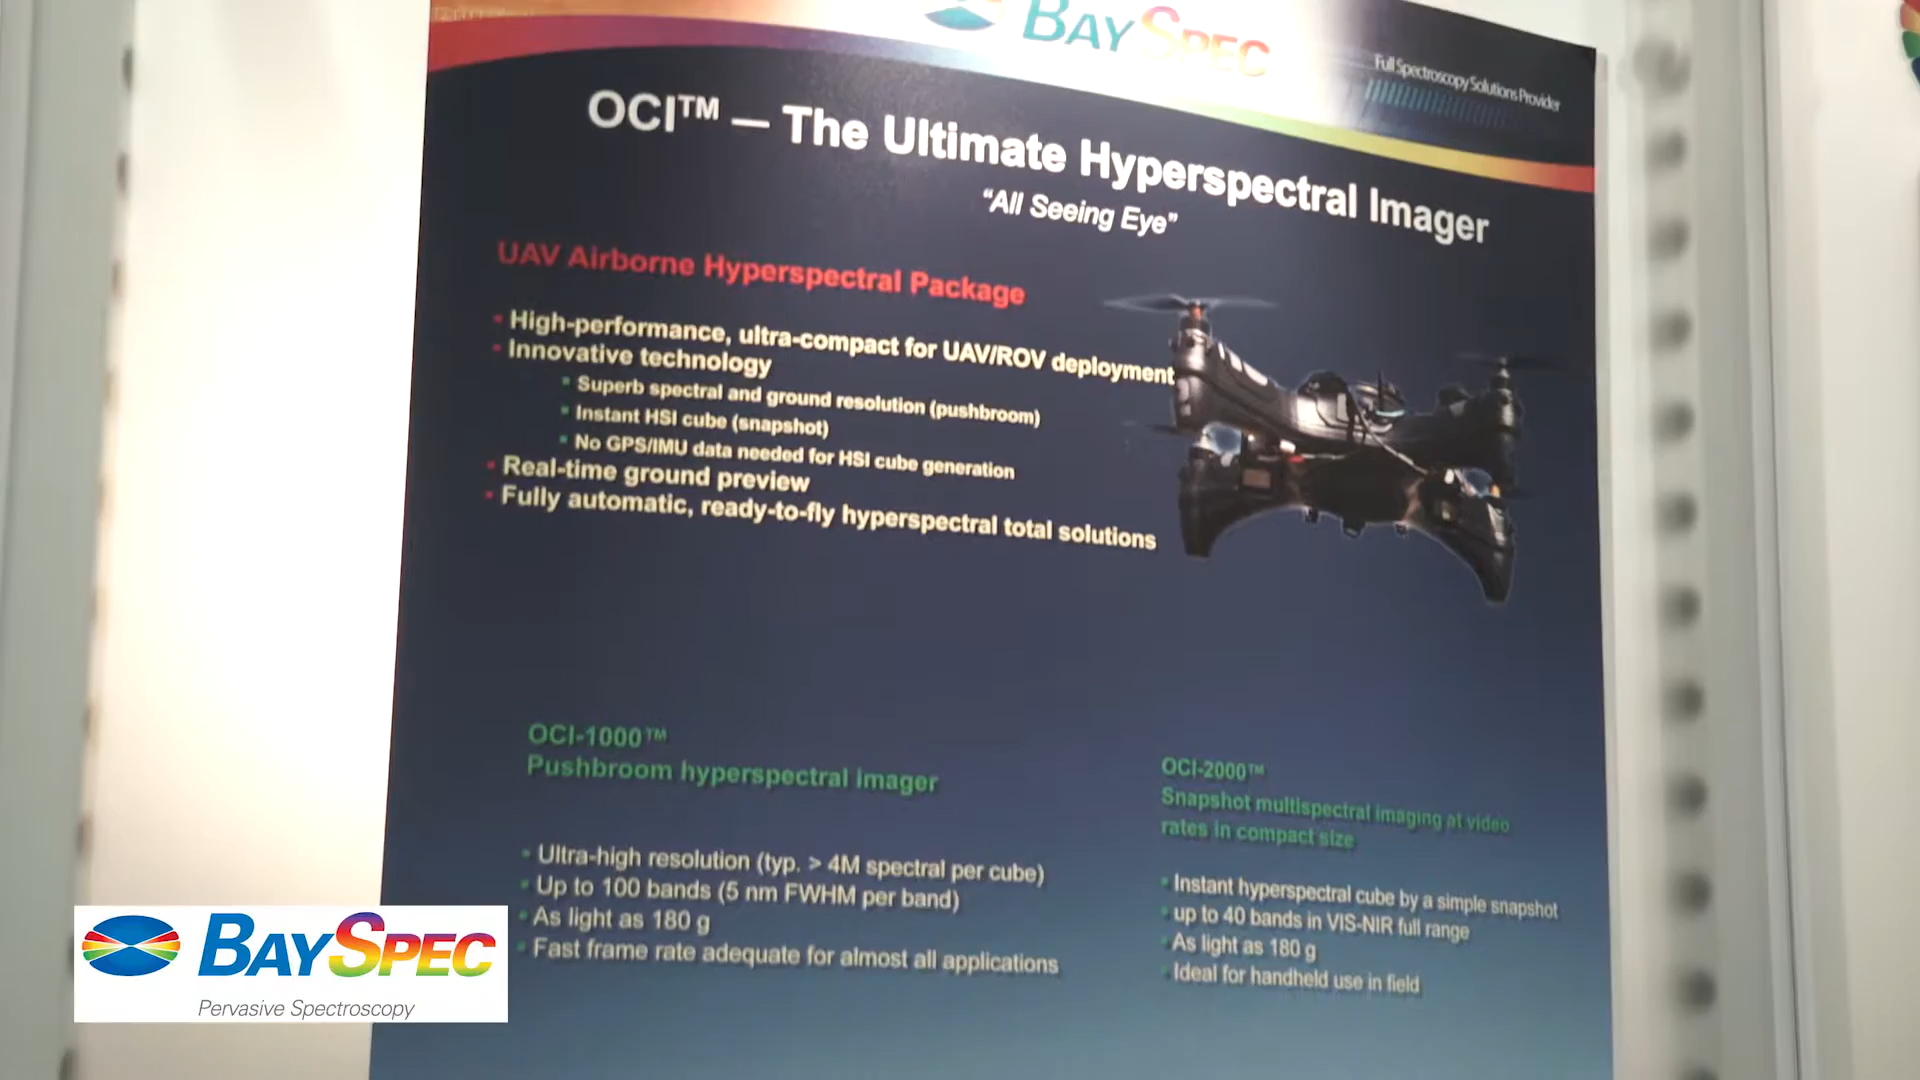 BAYSPEC
Full Spectroscopy Solutions Provider
OCI™ — The Ultimate Hyperspectral Imager
“All Seeing Eye”
UAV Airborne Hyperspectral Package
High-performance, ultra-compact for UAV/ROV deployment
Innovative technology
Superb spectral and ground resolution (pushbroom)
Instant HSI cube (snapshot)
No GPS/IMU data needed for HSI cube generation
Real-time ground preview
Fully automatic, ready-to-fly hyperspectral total solutions
OCI-1000™
Pushbroom hyperspectral imager
Ultra-high resolution (typ. > 4M spectral per cube)
Up to 100 bands (5 nm FWHM per band)
As light as 180 g
Fast frame rate adequate for almost all applications
OCI-2000™
Snapshot multispectral imaging at video
rates in compact size
Instant hyperspectral cube by a simple snapshot
up to 40 bands in VIS-NIR full range
As light as 180 g
Ideal for handheld use in field
BAYSPEC
Pervasive Spectroscopy